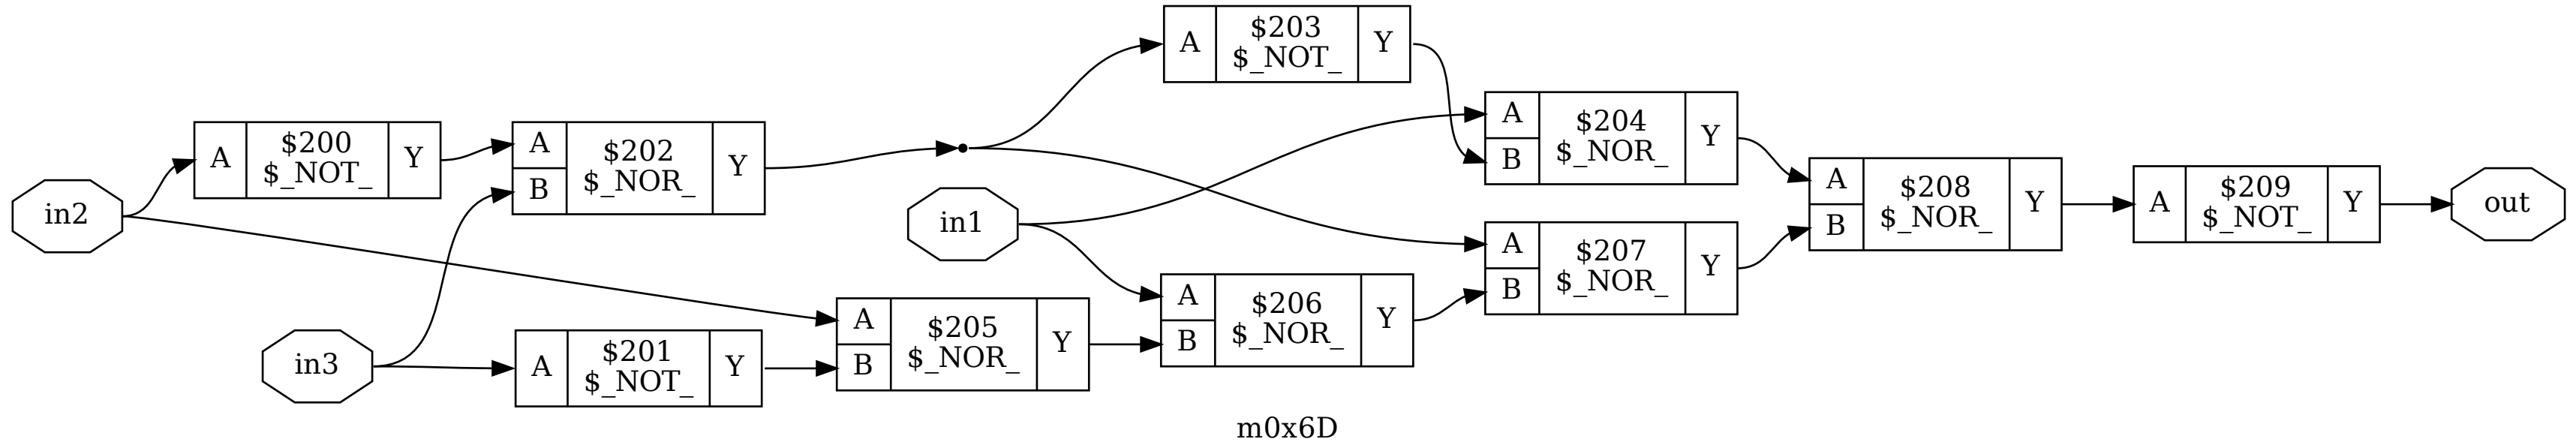 in2
in3
A $200 $_NOT_ Y
A $201 $_NOT_ Y
A B $202 $_NOR_ Y
A B $205 $_NOR_ Y
in1
A $203 $_NOT_ Y
A B $206 $_NOR_ Y
A B $204 $_NOR_ Y
A B $207 $_NOR_ Y
A B $208 $_NOR_ Y
A $209 $_NOT_ Y
out
m0x6D